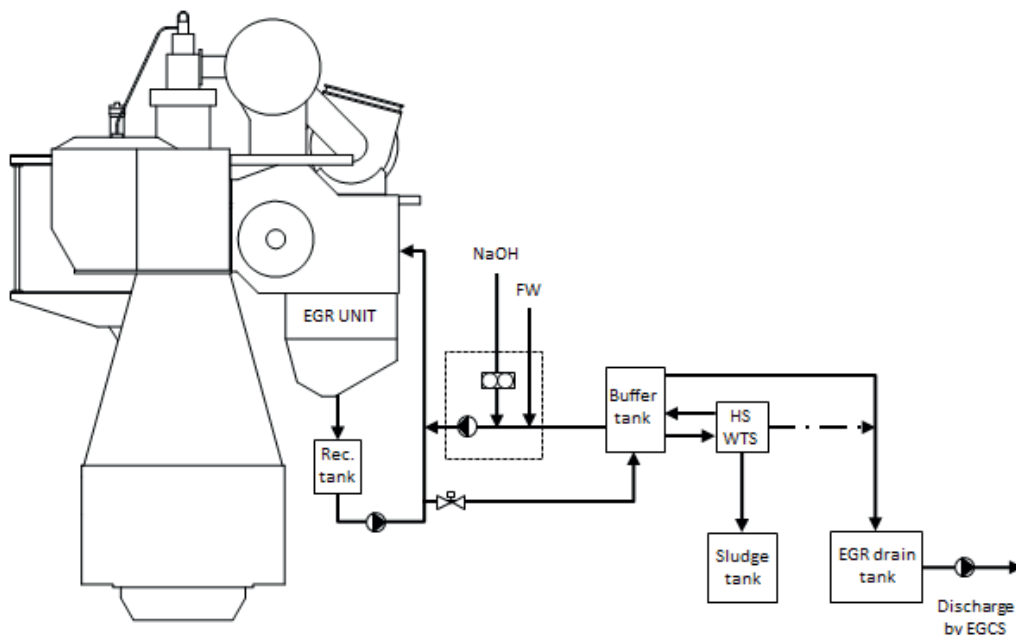 NaOH
FW
EGR UNIT
Buffer
tank
HS
WTS
Rec.
tank
Sludge
tank
EGR drain
tank
Discharge
by EGCS